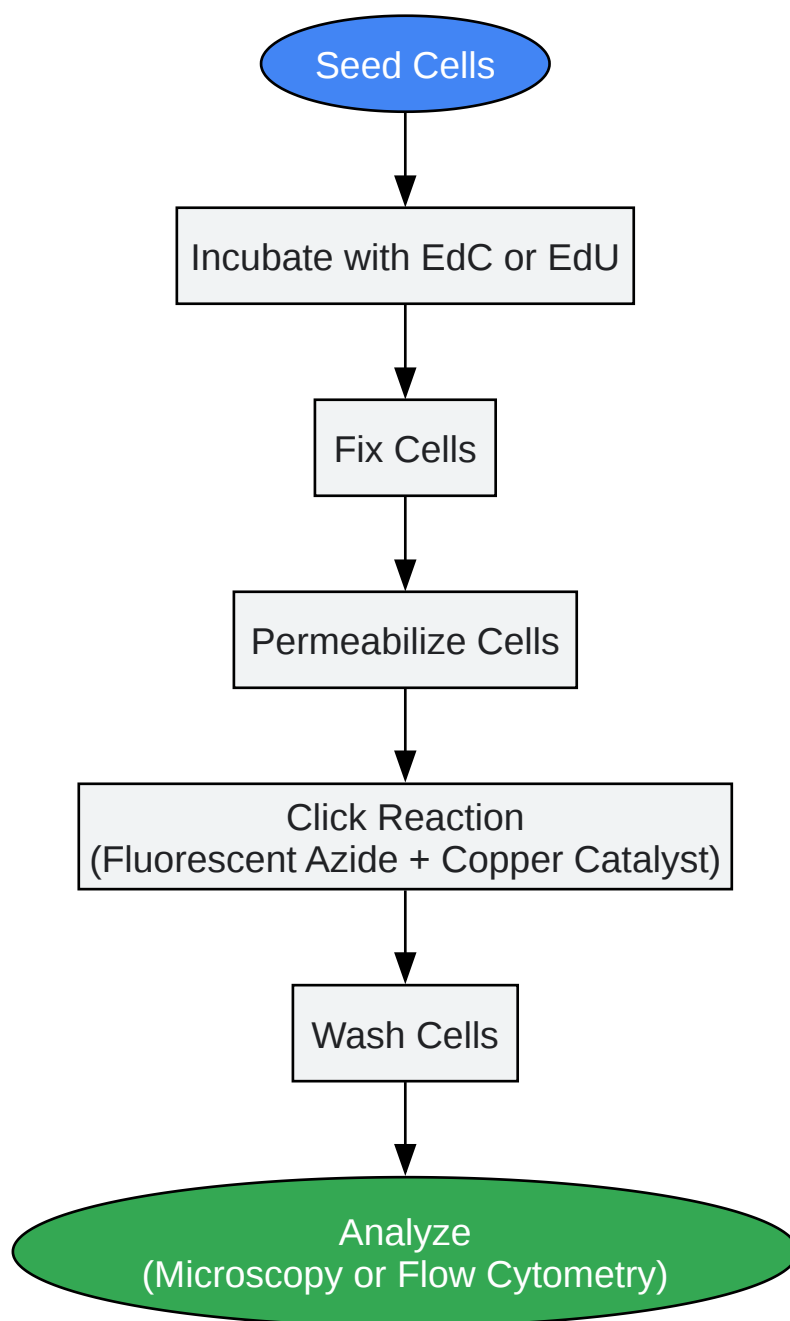 Seed Cells
Incubate with EdC or EdU
Fix Cells
Permeabilize Cells
Click Reaction
(Fluorescent Azide + Copper Catalyst)
Wash Cells
Analyze
(Microscopy or Flow Cytometry)